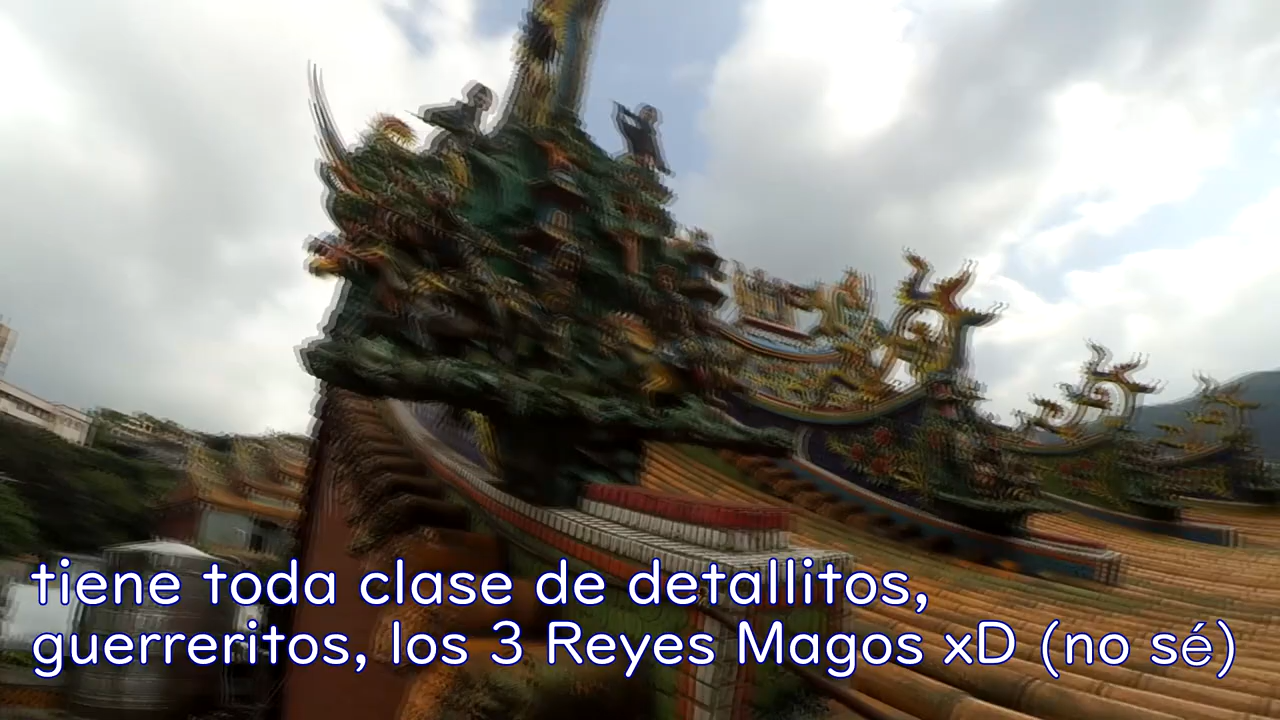 tiene toda clase de detallitos,
guerreritos, los 3 Reyes Magos xD (no sé)